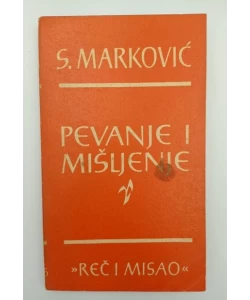 S. MARKOVIĆ
PEVANJE I
MIŠLJENJE
»REČ I MISAO«